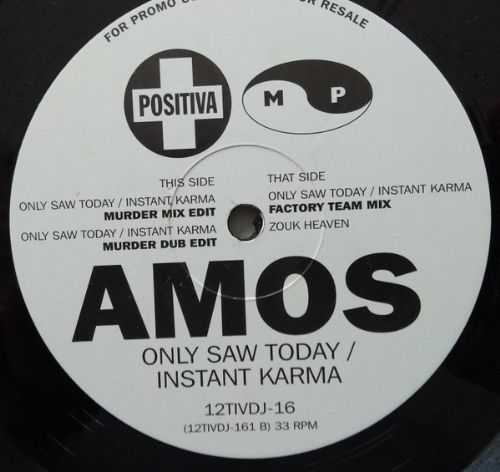 FOR PROMO
OR RESALE
POSITIVA
M P
THIS SIDE
ONLY SAW TODAY / INSTANT KARMA
MURDER MIX EDIT
ONLY SAW TODAY / INSTANT KARMA
MURDER DUB EDIT
THAT SIDE
ONLY SAW TODAY / INSTANT KARMA
FACTORY TEAM MIX
ZOUK HEAVEN
AMOS
ONLY SAW TODAY /
INSTANT KARMA
12TIVDJ-16
(12TIVDJ-161 B) 33 RPM